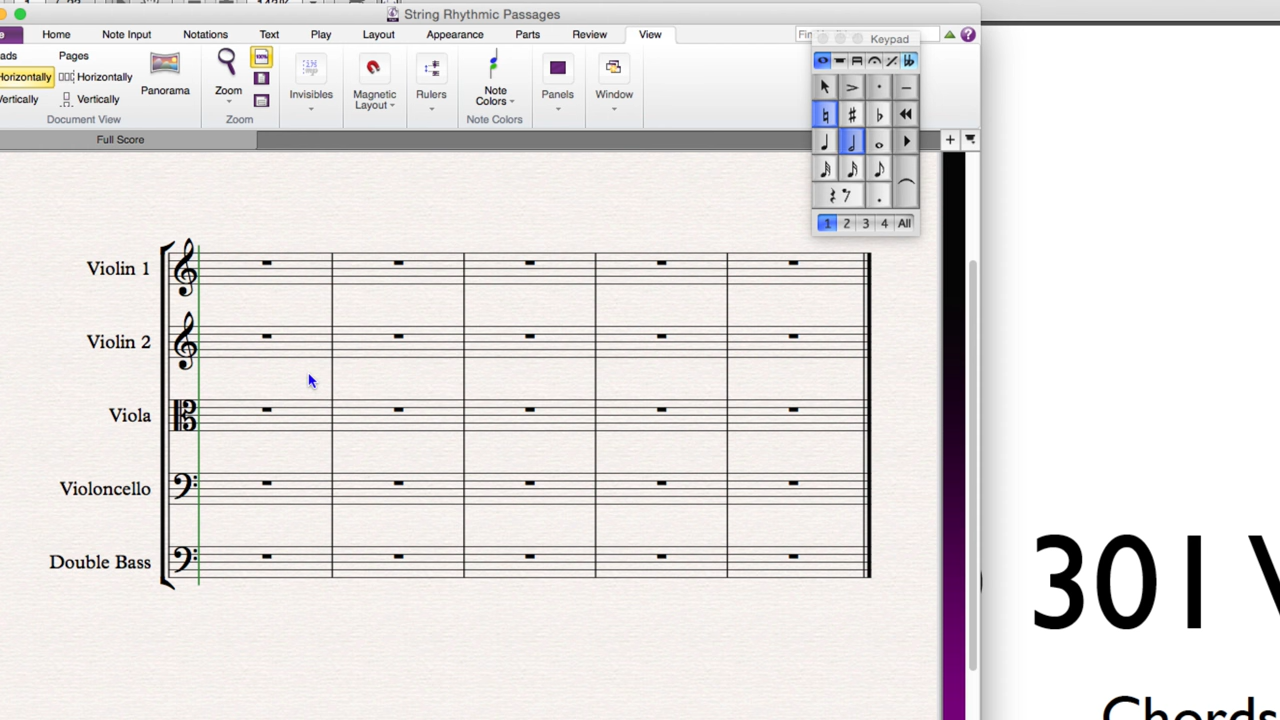 String Rhythmic Passages
Home Note Input Notations Text Play Layout Appearance Parts Review View
Keypad
Pages
Horizontally Horizontally
Vertically Vertically
Panorama
Document View
Zoom
Zoom
Invisibles
Magnetic Layout
Rulers
Note Colors
Note Colors
Panels
Window
1 2 3 4 All
Full Score
Violin 1
Violin 2
Viola
Violoncello
Double Bass
301
Chords